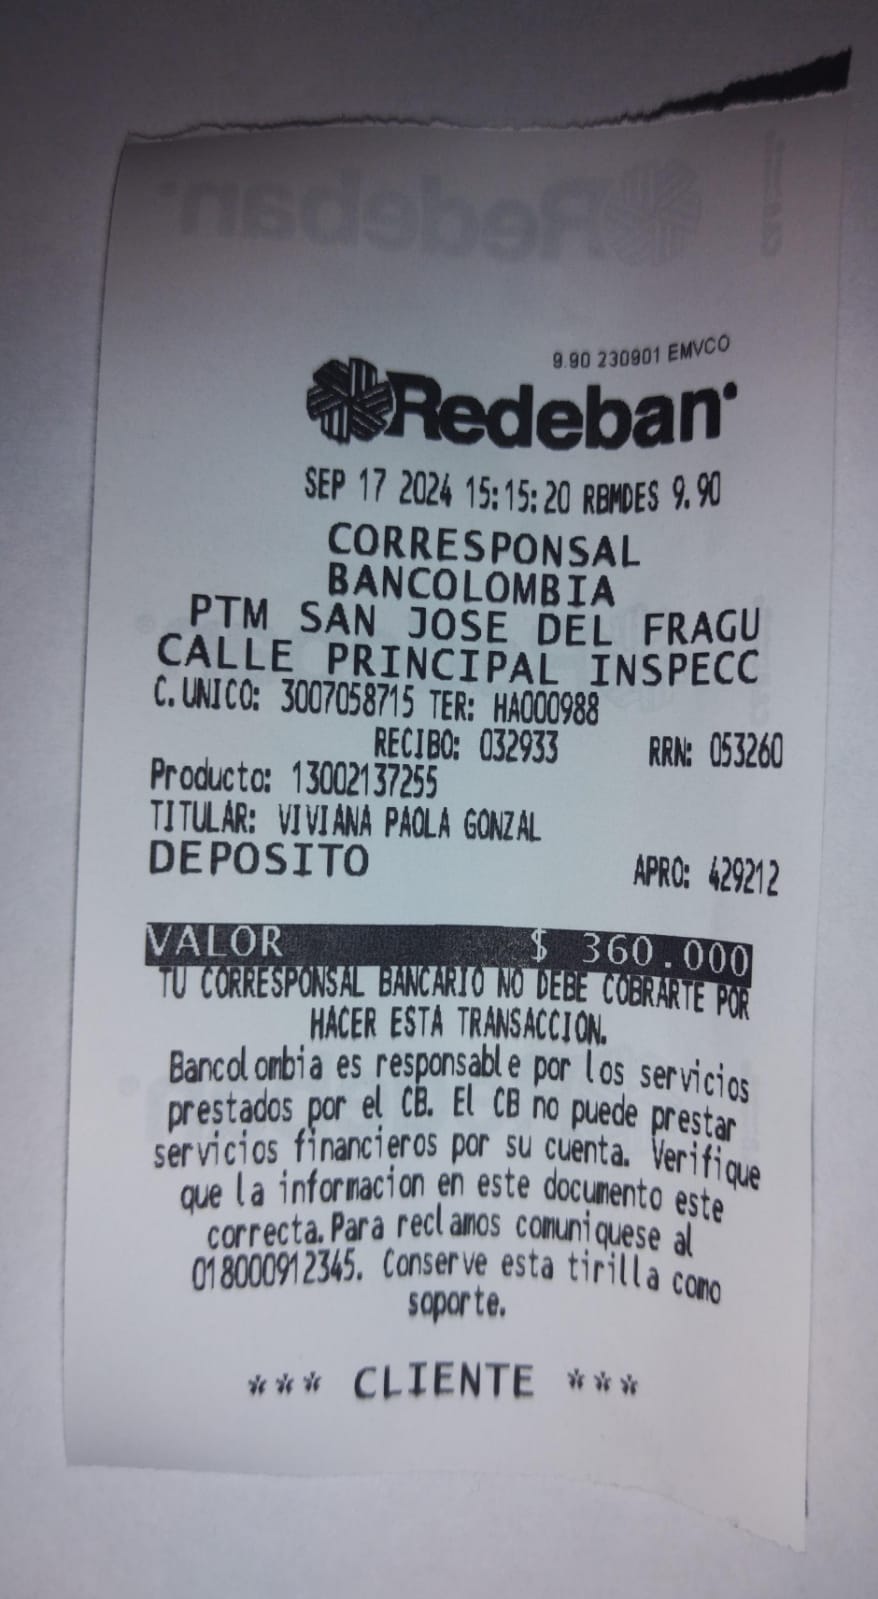 9.90 230901 EMVCO
Redeban
SEP 17 2024 15:15:20 RBMDES 9.90
CORRESPONSAL
BANCOLOMBIA
PTM SAN JOSE DEL FRAGU
CALLE PRINCIPAL INSPECC
C.UNICO: 3007058715 TER: HA000988
RECIBO: 032933 RRN: 053260
Producto: 13002137255
TITULAR: VIVIANA PAOLA GONZAL
DEPOSITO APRO: 429212
VALOR $ 360.000
TU CORRESPONSAL BANCARIO NO DEBE COBRARTE POR
HACER ESTA TRANSACCION.
Bancolombia es responsable por los servicios
prestados por el CB. El CB no puede prestar
servicios financieros por su cuenta. Verifique
que la informacion en este documento este
correcta. Para reclamos comuniquese al
018000912345. Conserve esta tirilla como
soporte.
*** CLIENTE ***